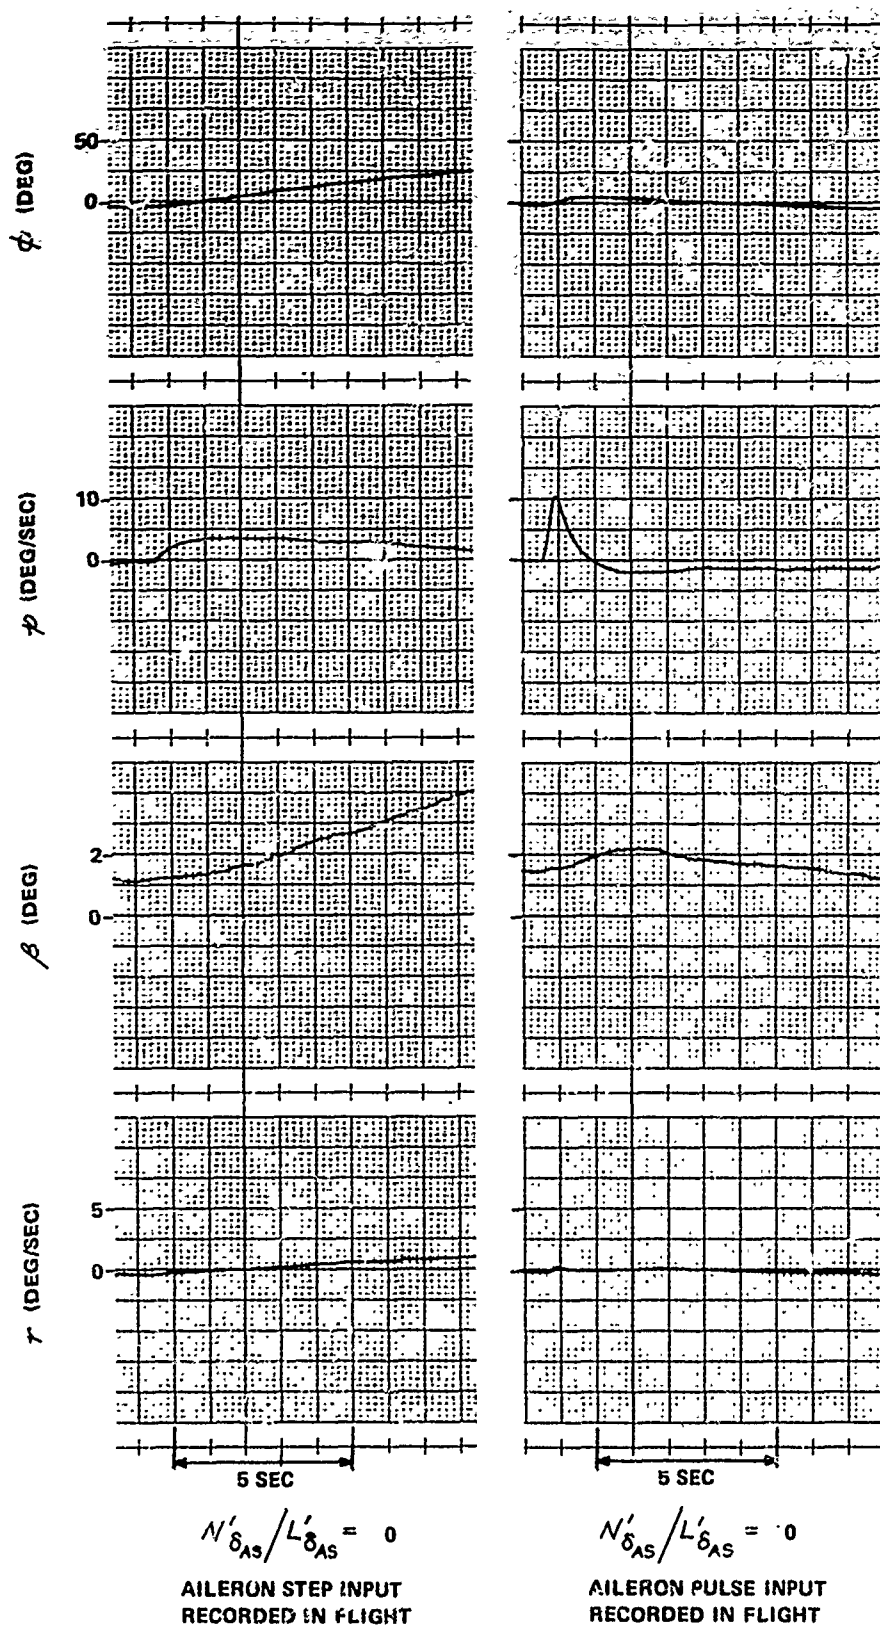 50
0
ϕ (DEG)
10
0
p (DEG/SEC)
2
0
β (DEG)
5
0
r (DEG/SEC)
5 SEC
5 SEC
N'δAS/L'δAS = 0
N'δAS/L'δAS = 0
AILERON STEP INPUT
RECORDED IN FLIGHT
AILERON PULSE INPUT
RECORDED IN FLIGHT